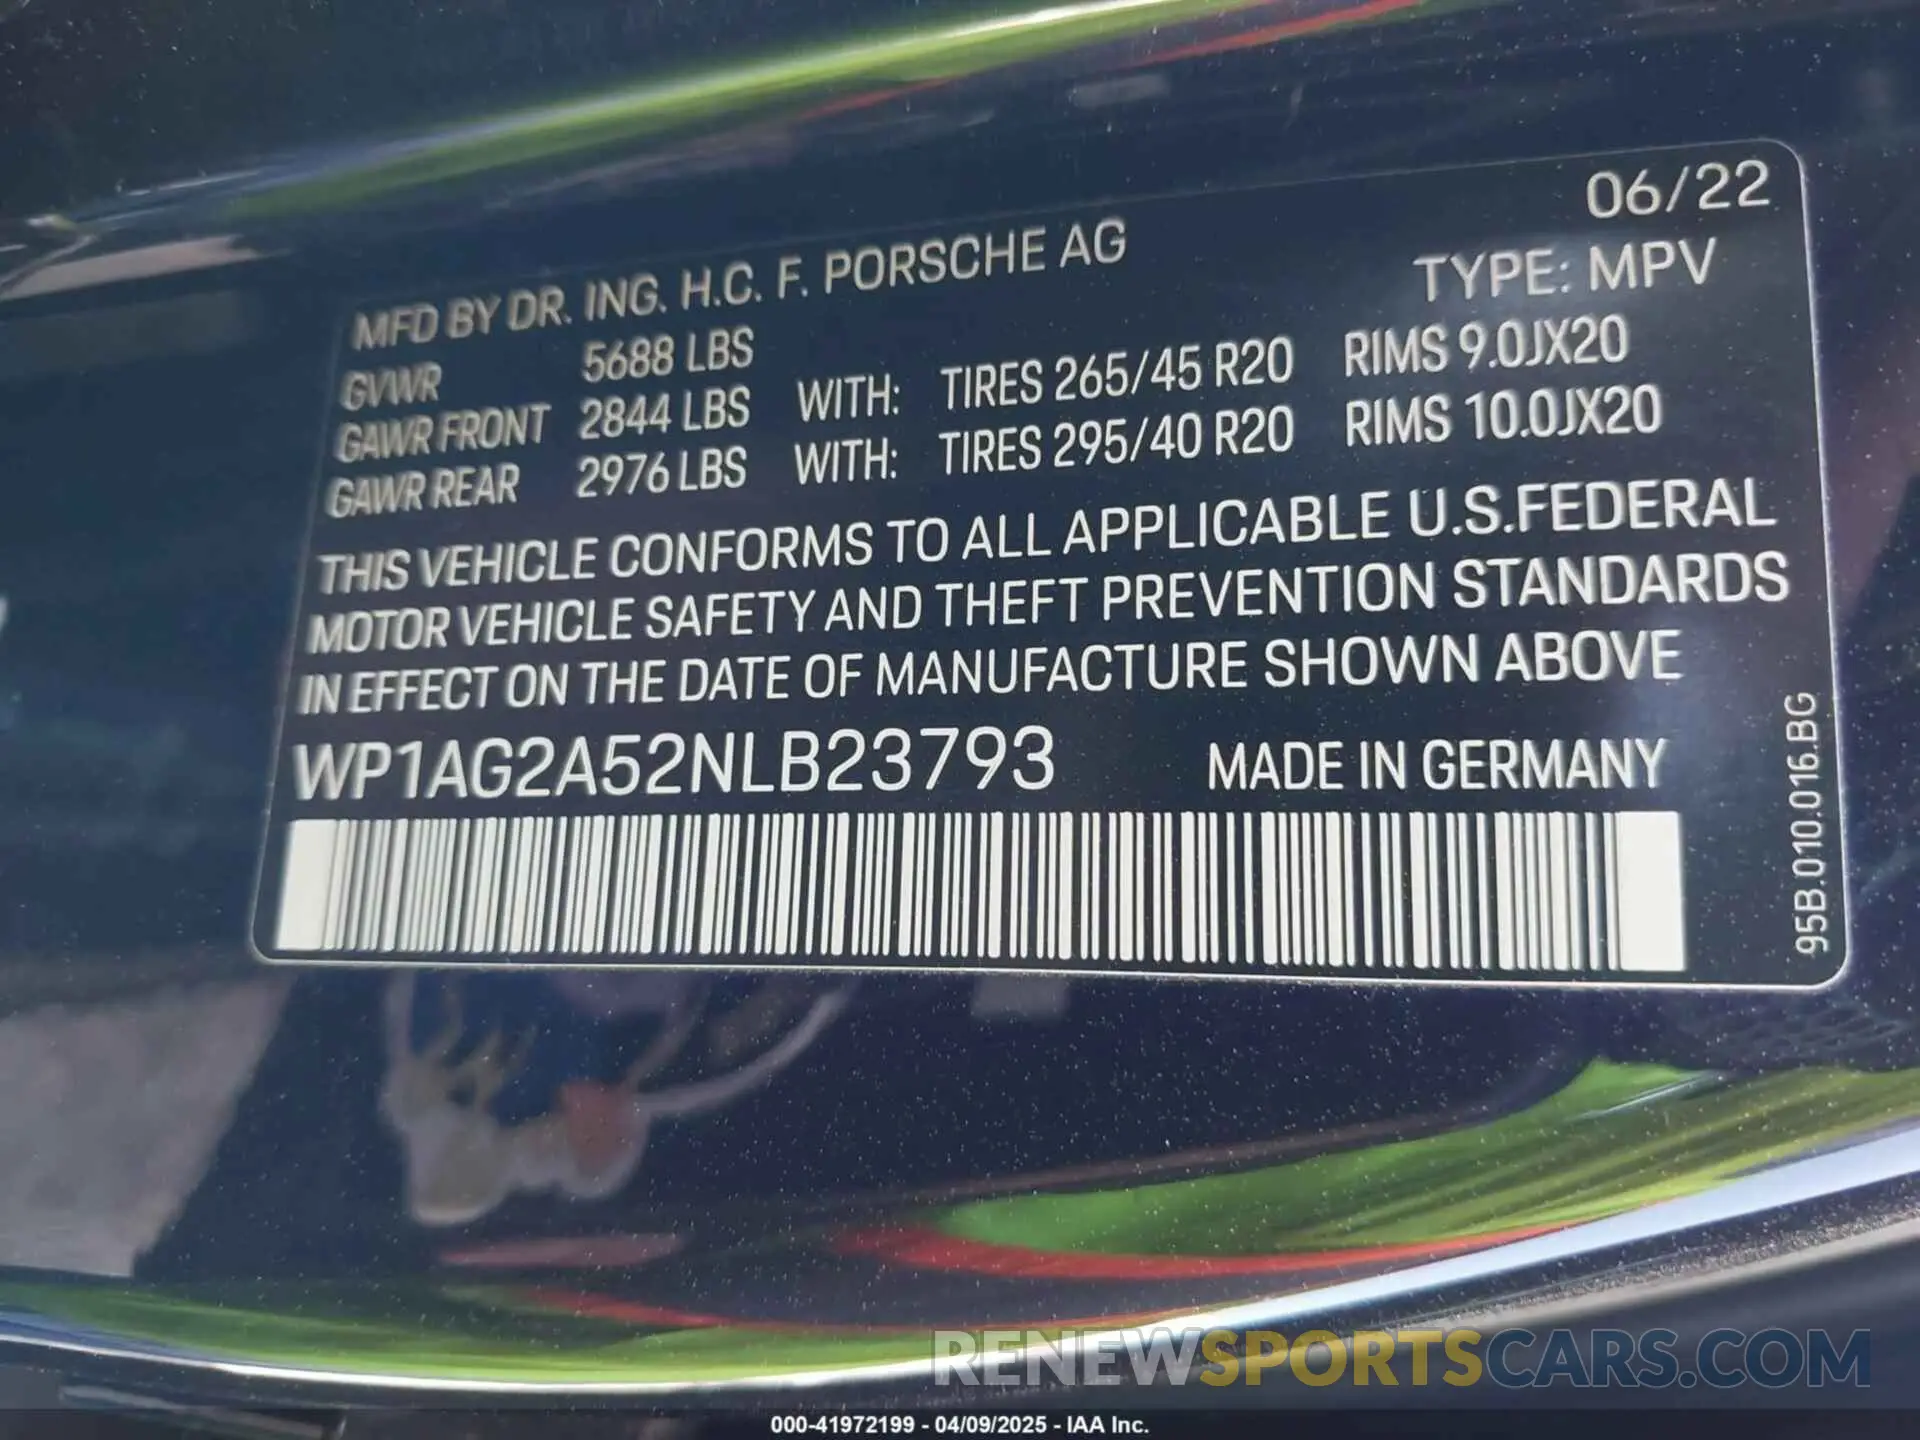 06/22
MFD BY DR. ING. H.C. F. PORSCHE AG TYPE: MPV
GVWR 5688 LBS
GAWR FRONT 2844 LBS WITH: TIRES 265/45 R20 RIMS 9.0JX20
GAWR REAR 2976 LBS WITH: TIRES 295/40 R20 RIMS 10.0JX20
THIS VEHICLE CONFORMS TO ALL APPLICABLE U.S.FEDERAL
MOTOR VEHICLE SAFETY AND THEFT PREVENTION STANDARDS
IN EFFECT ON THE DATE OF MANUFACTURE SHOWN ABOVE
WP1AG2A52NLB23793 MADE IN GERMANY
95B.010.016.BG
RENEWSPORTSCARS.COM
000-41972199 - 04/09/2025 - IAA Inc.